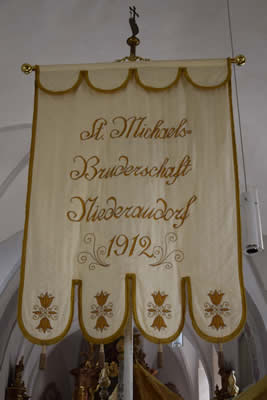 St. Michaels-
Bruderschaft
Niederaudorf
1912